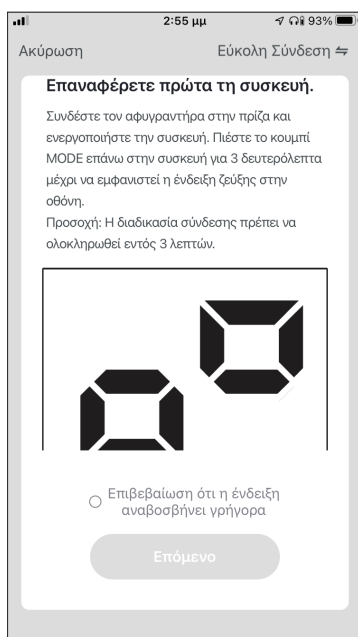 2:55 μμ 93%
Ακύρωση Εύκολη Σύνδεση
Επαναφέρετε πρώτα τη συσκευή.
Συνδέστε τον αφυγραντήρα στην πρίζα και
ενεργοποιήστε την συσκευή. Πιέστε το κουμπί
MODE επάνω στην συσκευή για 3 δευτερόλεπτα
μέχρι να εμφανιστεί η ένδειξη ζεύξης στην
οθόνη.
Προσοχή: Η διαδικασία σύνδεσης πρέπει να
ολοκληρωθεί εντός 3 λεπτών.
Επιβεβαίωση ότι η ένδειξη
αναβοσβήνει γρήγορα
Επόμενο